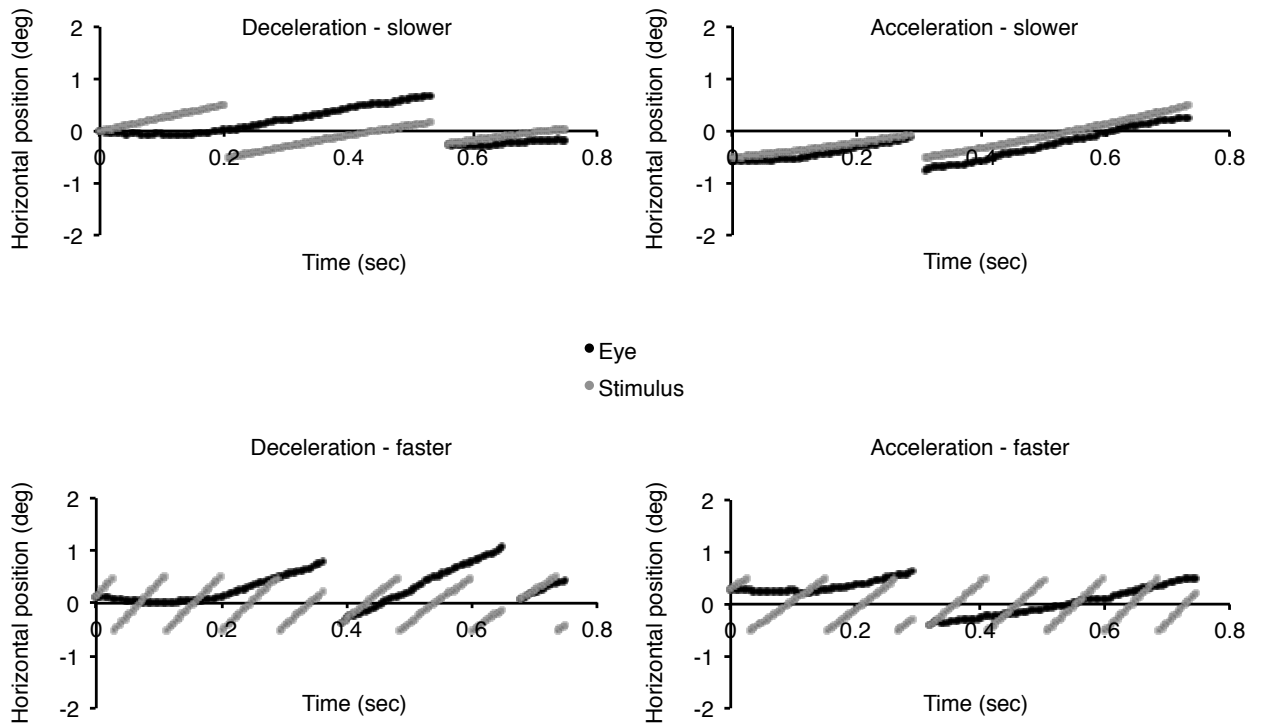 Deceleration - slower
Horizontal position (deg)
2
1
0
-1
-2
0
0.2
0.4
0.6
0.8
Time (sec)
Acceleration - slower
Horizontal position (deg)
2
1
0
-1
-2
0
0.2
0.4
0.6
0.8
Time (sec)
Eye
Stimulus
Deceleration - faster
Horizontal position (deg)
2
1
0
-1
-2
0
0.2
0.4
0.6
0.8
Time (sec)
Acceleration - faster
Horizontal position (deg)
2
1
0
-1
-2
0
0.2
0.4
0.6
0.8
Time (sec)